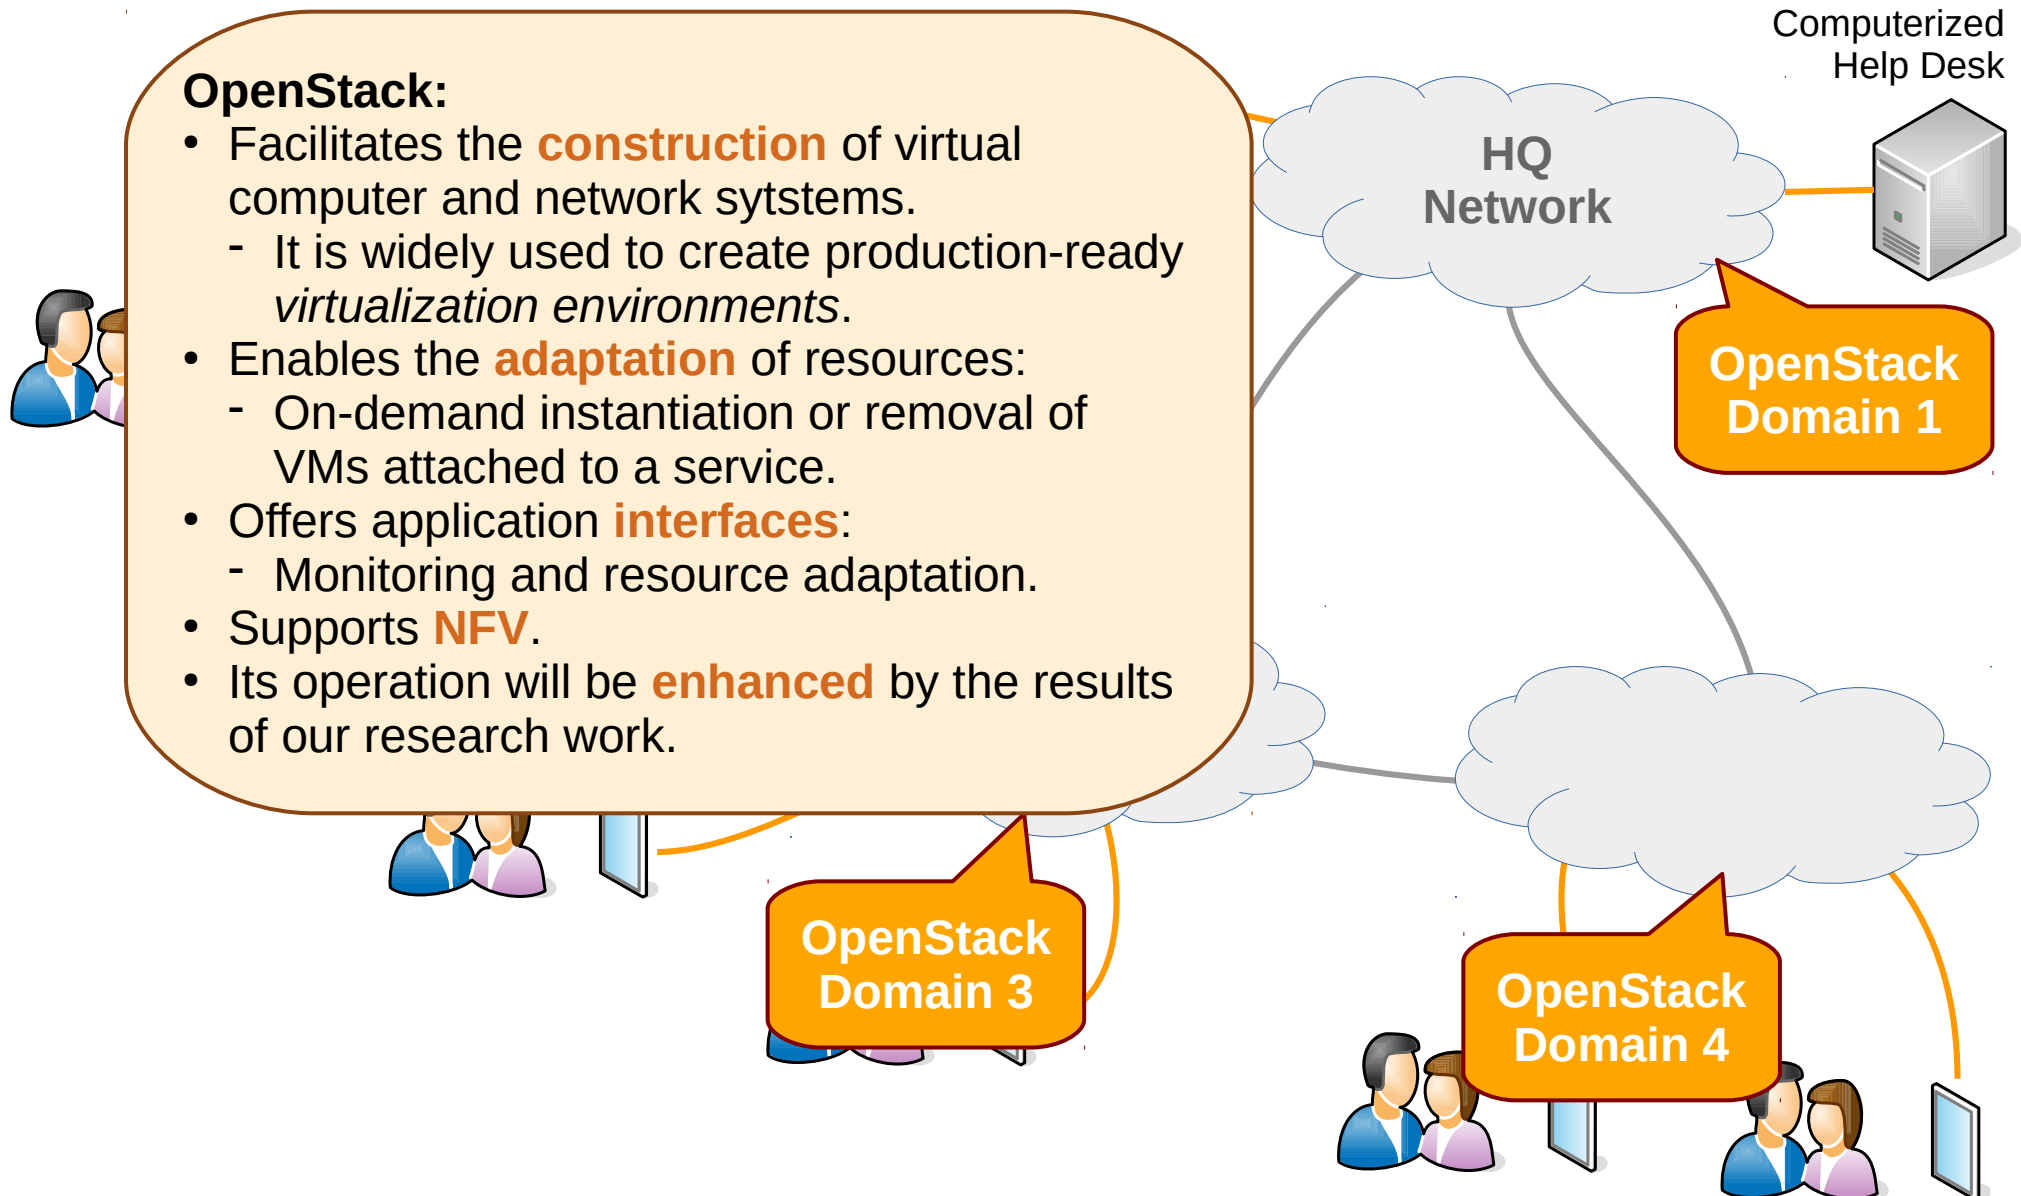 OpenStack:
• Facilitates the construction of virtual
computer and network sytstems.
- It is widely used to create production-ready
virtualization environments.
• Enables the adaptation of resources:
- On-demand instantiation or removal of
VMs attached to a service.
• Offers application interfaces:
- Monitoring and resource adaptation.
• Supports NFV.
• Its operation will be enhanced by the results
of our research work.
Computerized
Help Desk
HQ
Network
OpenStack
Domain 1
OpenStack
Domain 3
OpenStack
Domain 4